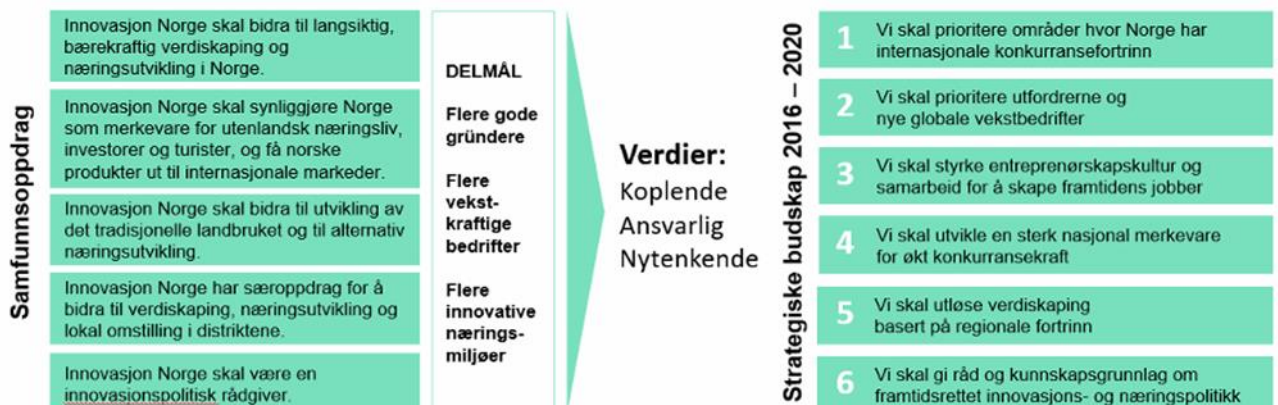 Samfunnsoppdrag
Innovasjon Norge skal bidra til langsiktig,
bærekraftig verdiskaping og
næringsutvikling i Norge.
Innovasjon Norge skal synliggjøre Norge
som merkevare for utenlandsk næringsliv,
investorer og turister, og få norske
produkter ut til internasjonale markeder.
Innovasjon Norge skal bidra til utvikling av
det tradisjonelle landbruket og til alternativ
næringsutvikling.
Innovasjon Norge har særoppdrag for å
bidra til verdiskaping, næringsutvikling og
lokal omstilling i distriktene.
Innovasjon Norge skal være en
innovasjonspolitisk rådgiver.
DELMÅL
Flere gode
gründere
Flere
vekst-
kraftige
bedrifter
Flere
innovative
nærings-
miljøer
Verdier:
Koplende
Ansvarlig
Nytenkende
Strategiske budskap 2016 – 2020
1
Vi skal prioritere områder hvor Norge har
internasjonale konkurransefortrinn
2
Vi skal prioritere utfordrerne og
nye globale vekstbedrifter
3
Vi skal styrke entreprenørskapskultur og
samarbeid for å skape framtidens jobber
4
Vi skal utvikle en sterk nasjonal merkevare
for økt konkurransekraft
5
Vi skal utløse verdiskaping
basert på regionale fortrinn
6
Vi skal gi råd og kunnskapsgrunnlag om
framtidsrettet innovasjons- og næringspolitikk